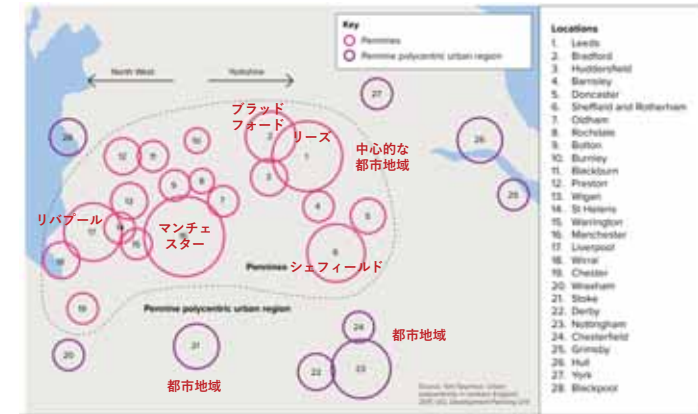 Key
Pennines
Pennine polycentric urban region
North West
Yorkshire
27
ブラッド
フォード
2
リーズ
1
中心的な
都市地域
28
26
25
12
11
10
3
9
8
7
13
4
5
リバプール
17
14
15
マンチェ
スター
6
18
Pennines
シェフィールド
19
Pennine polycentric urban region
20
21
都市地域
24
都市地域
22
23
Locations
1. Leeds
2. Bradford
3. Huddersfield
4. Barnsley
5. Doncaster
6. Sheffield and Rotherham
7. Oldham
8. Rochdale
9. Bolton
10. Burnley
11. Blackburn
12. Preston
13. Wigan
14. St Helens
15. Warrington
16. Manchester
17. Liverpool
18. Wirral
19. Chester
20. Wrexham
21. Stoke
22. Derby
23. Nottingham
24. Chesterfield
25. Grimsby
26. Hull
27. York
28. Blackpool